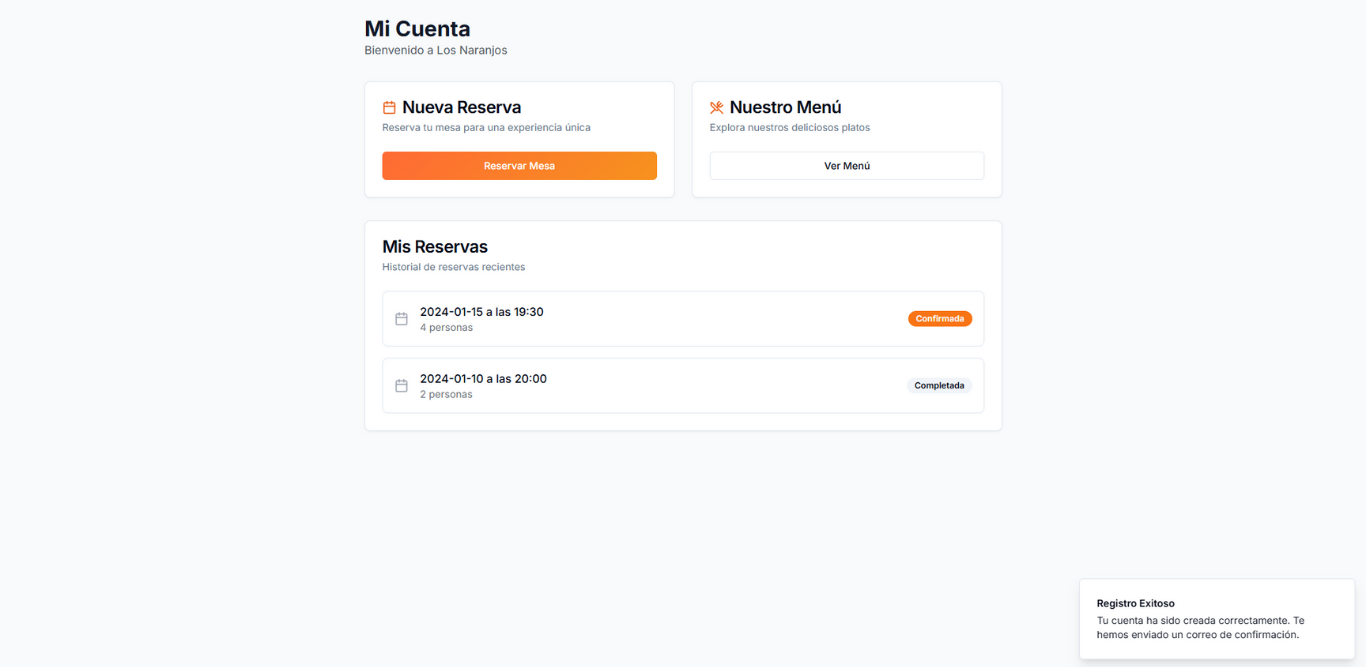 Mi Cuenta
Bienvenido a Los Naranjos
Nueva Reserva
Reserva tu mesa para una experiencia única
Reservar Mesa
Nuestro Menú
Explora nuestros deliciosos platos
Ver Menú
Mis Reservas
Historial de reservas recientes
2024-01-15 a las 19:30
4 personas
Confirmada
2024-01-10 a las 20:00
2 personas
Completada
Registro Exitoso
Tu cuenta ha sido creada correctamente. Te
hemos enviado un correo de confirmación.